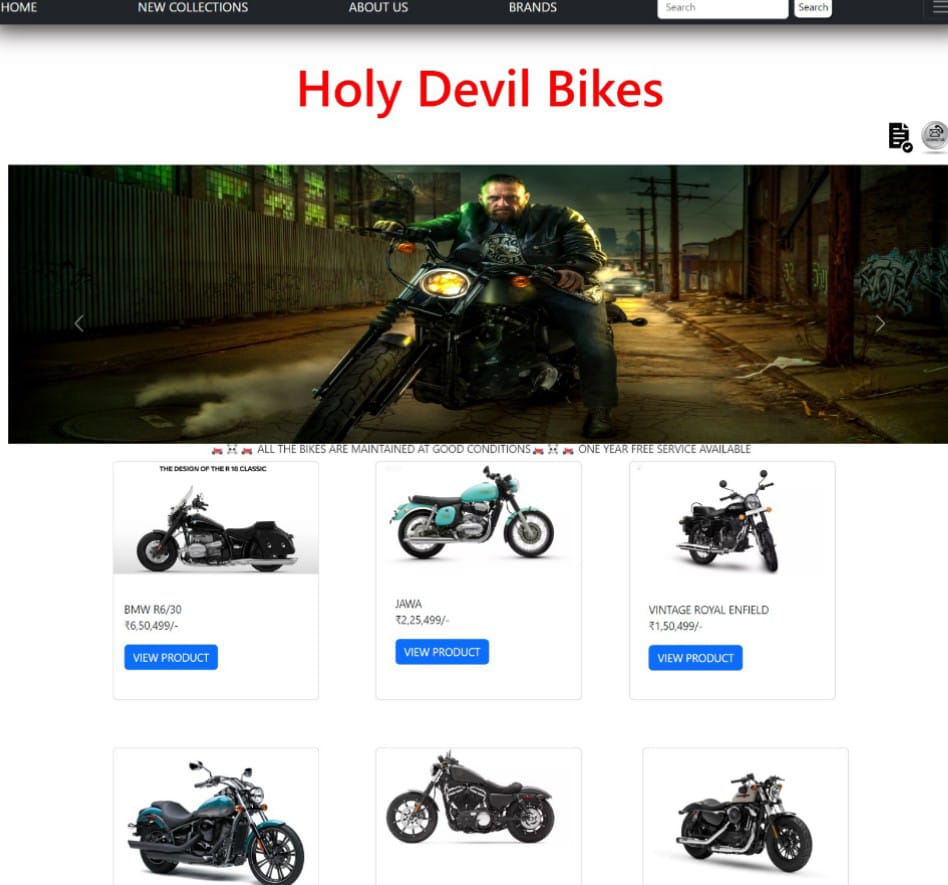 HOME NEW COLLECTIONS ABOUT US BRANDS Search Search
Holy Devil Bikes
ALL THE BIKES ARE MAINTAINED AT GOOD CONDITIONS ONE YEAR FREE SERVICE AVAILABLE
THE DESIGN OF THE R 18 CLASSIC
BMW R6/30
₹6,50,499/-
VIEW PRODUCT
JAWA
₹2,25,499/-
VIEW PRODUCT
VINTAGE ROYAL ENFIELD
₹1,50,499/-
VIEW PRODUCT